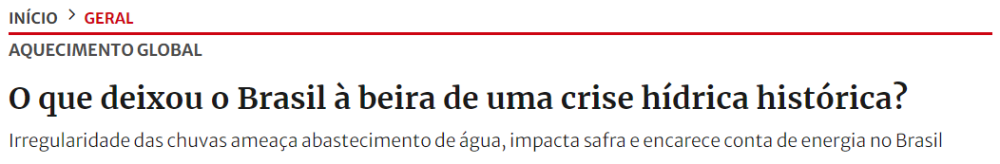 INÍCIO > GERAL
AQUECIMENTO GLOBAL
O que deixou o Brasil à beira de uma crise hídrica histórica?
Irregularidade das chuvas ameaça abastecimento de água, impacta safra e encarece conta de energia no Brasil